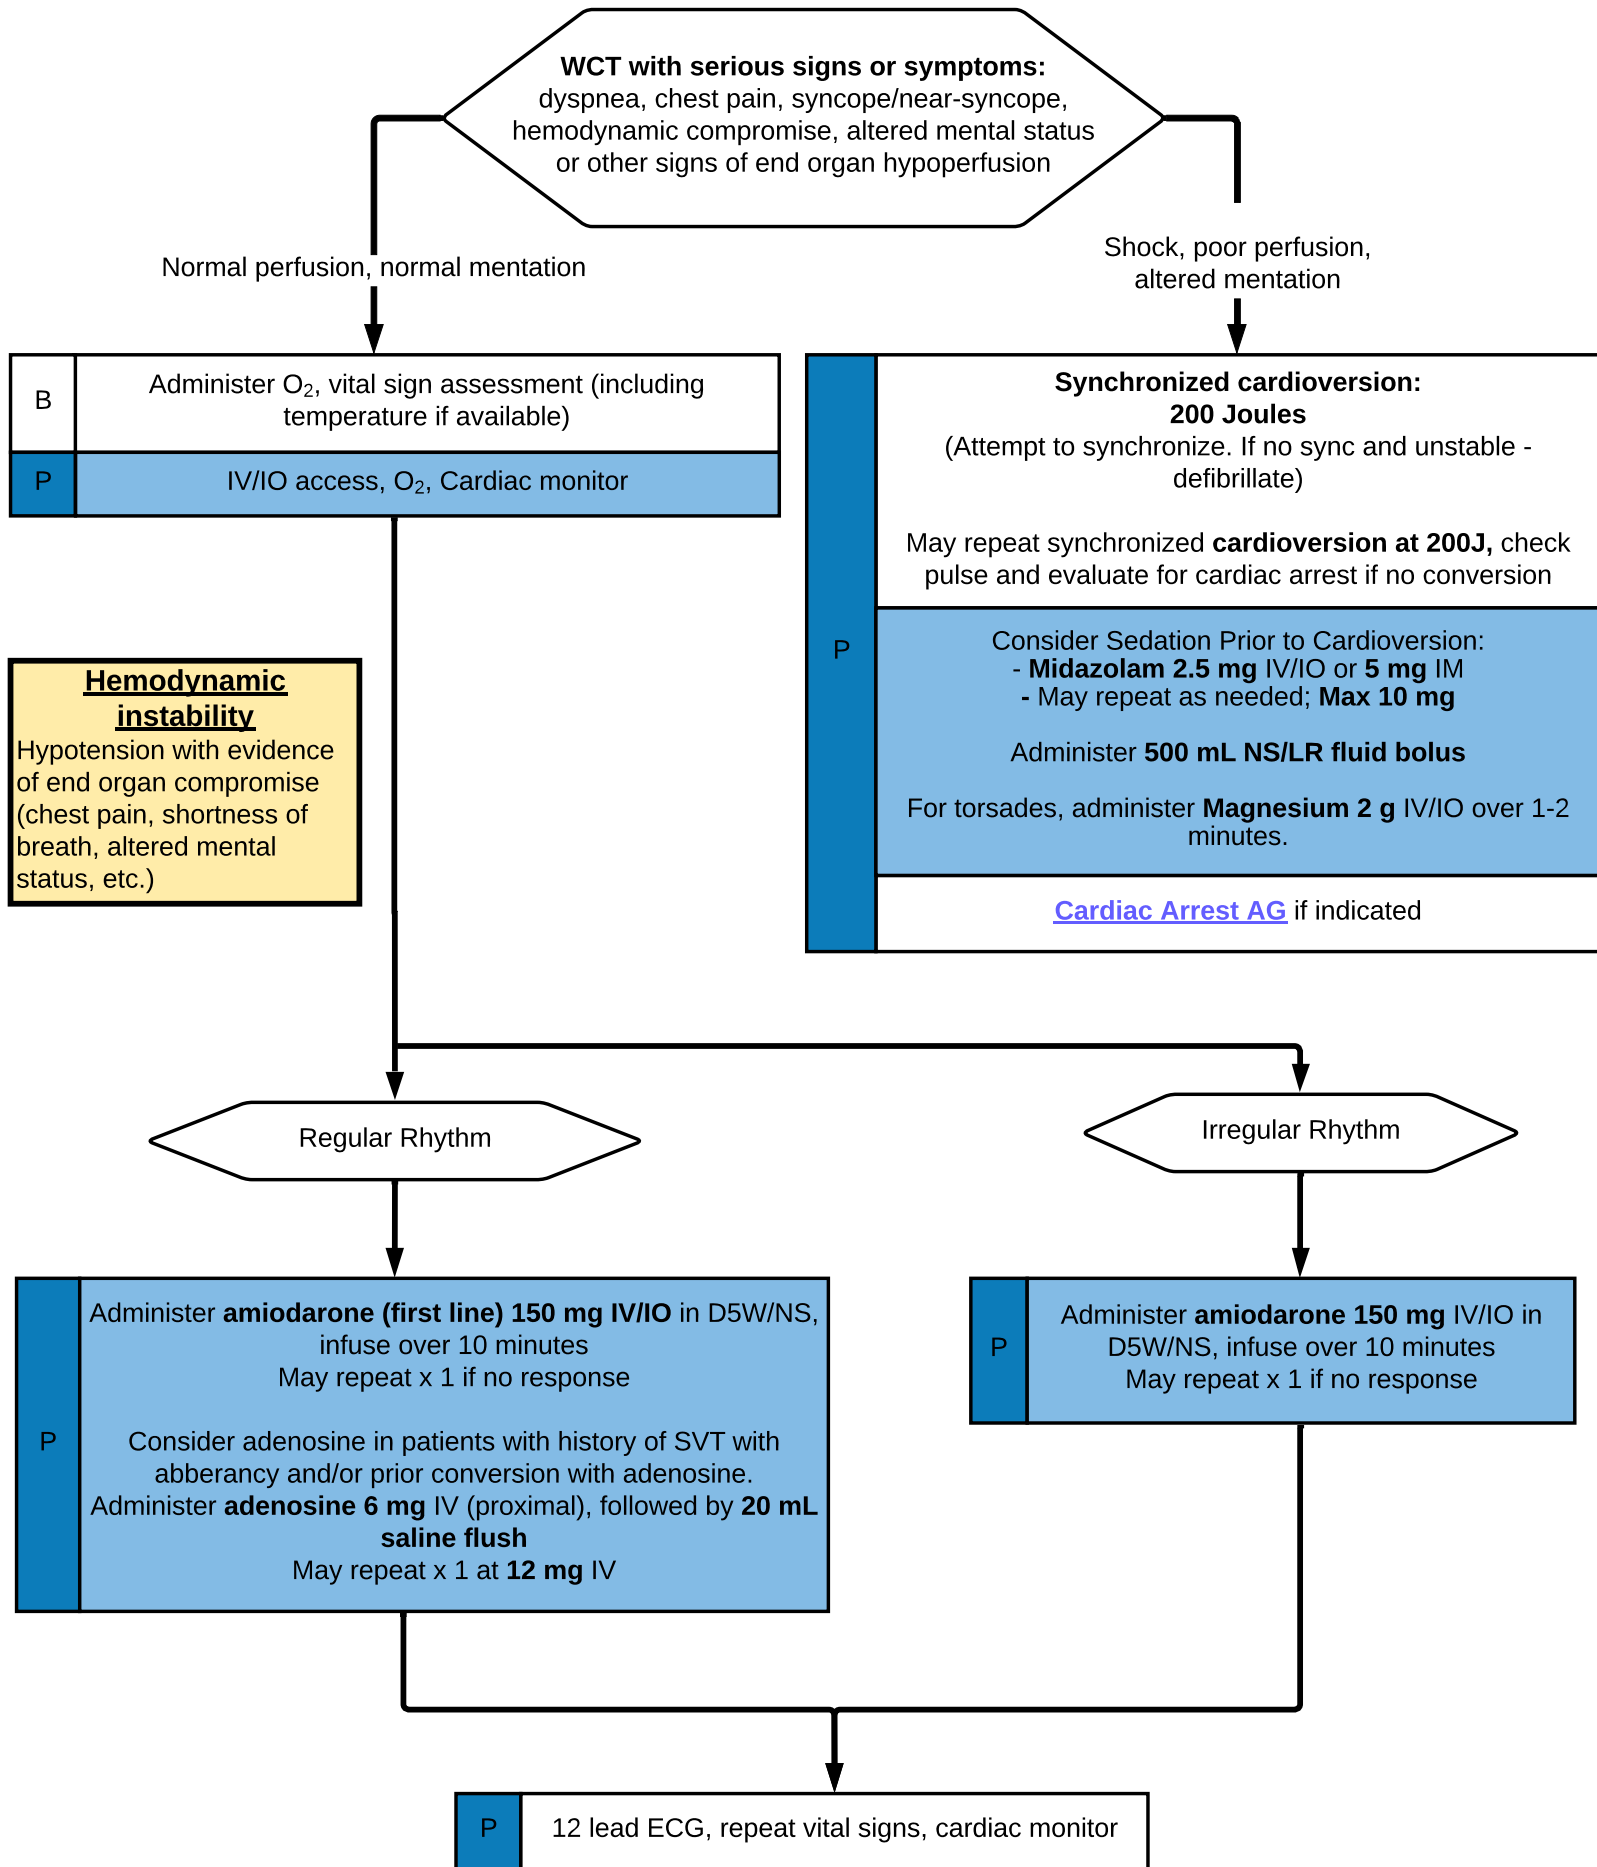 WCT with serious signs or symptoms:
dyspnea, chest pain, syncope/near-syncope,
hemodynamic compromise, altered mental status
or other signs of end organ hypoperfusion
Normal perfusion, normal mentation
Shock, poor perfusion,
altered mentation
B
Administer O₂, vital sign assessment (including
temperature if available)
P
IV/IO access, O₂, Cardiac monitor
P
Synchronized cardioversion:
200 Joules
(Attempt to synchronize. If no sync and unstable -
defibrillate)
May repeat synchronized cardioversion at 200J, check
pulse and evaluate for cardiac arrest if no conversion
Consider Sedation Prior to Cardioversion:
- Midazolam 2.5 mg IV/IO or 5 mg IM
- May repeat as needed; Max 10 mg
Administer 500 mL NS/LR fluid bolus
For torsades, administer Magnesium 2 g IV/IO over 1-2
minutes.
Cardiac Arrest AG if indicated
Hemodynamic
instability
Hypotension with evidence
of end organ compromise
(chest pain, shortness of
breath, altered mental
status, etc.)
Regular Rhythm
Irregular Rhythm
P
Administer amiodarone (first line) 150 mg IV/IO in D5W/NS,
infuse over 10 minutes
May repeat x 1 if no response
Consider adenosine in patients with history of SVT with
abberancy and/or prior conversion with adenosine.
Administer adenosine 6 mg IV (proximal), followed by 20 mL
saline flush
May repeat x 1 at 12 mg IV
P
Administer amiodarone 150 mg IV/IO in
D5W/NS, infuse over 10 minutes
May repeat x 1 if no response
P
12 lead ECG, repeat vital signs, cardiac monitor